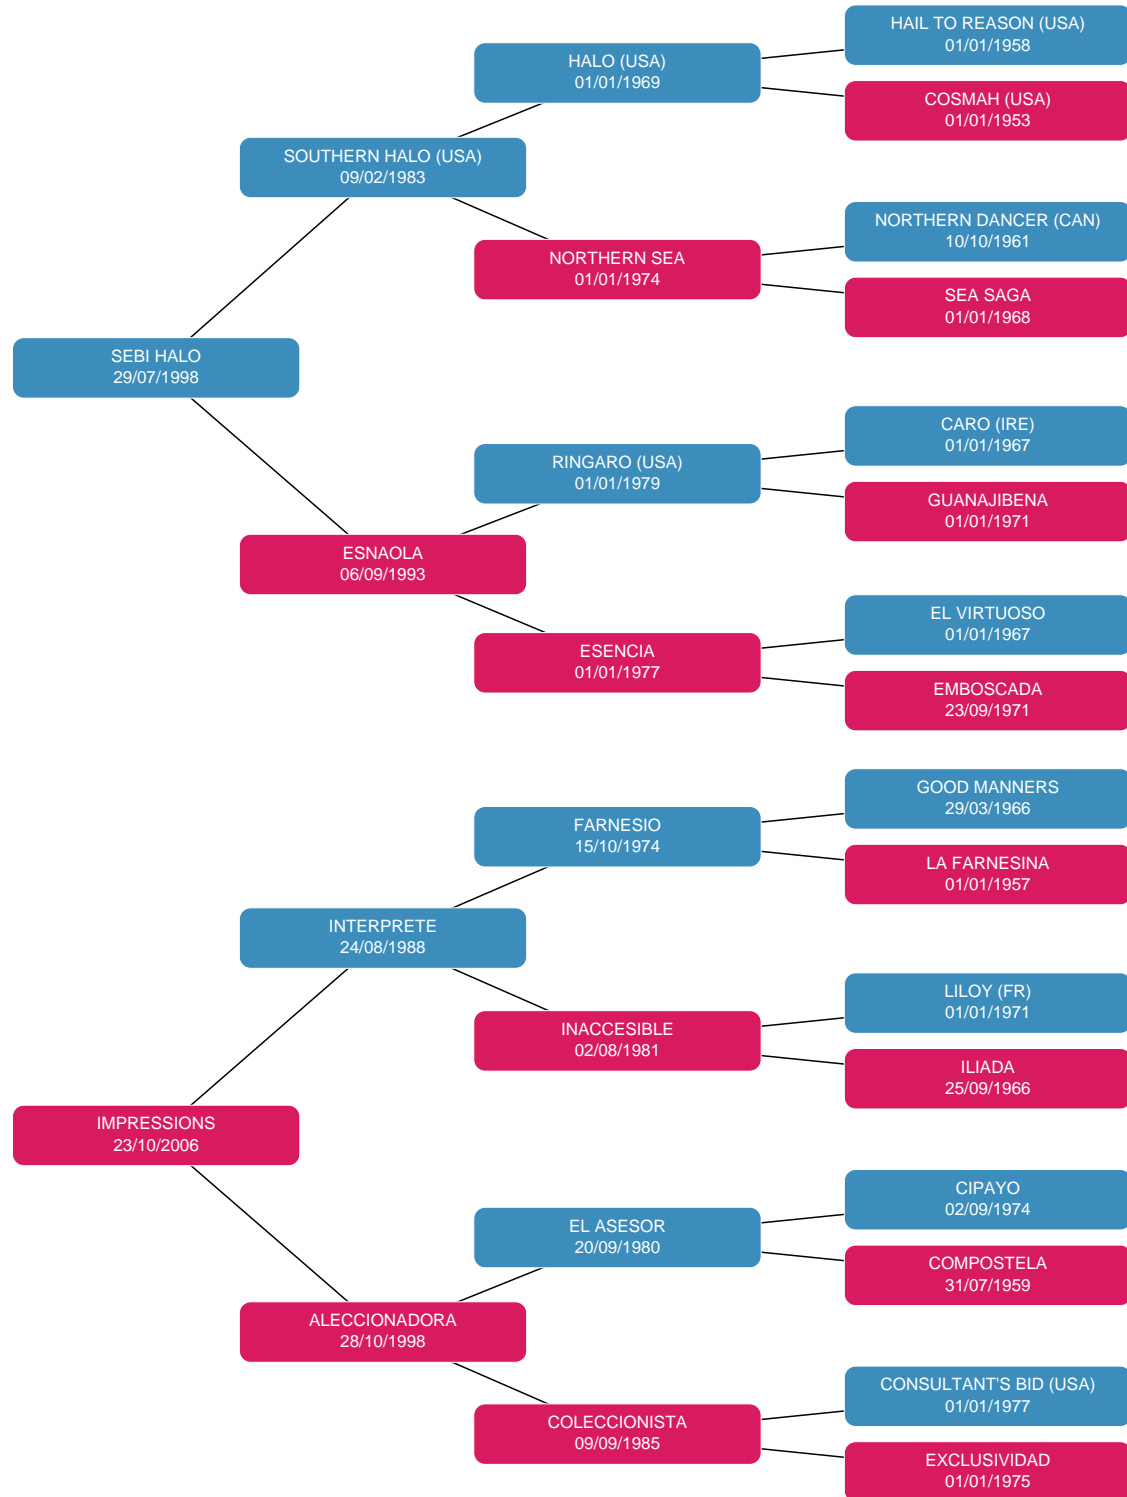 HAIL TO REASON (USA)
01/01/1958
HALO (USA)
01/01/1969
COSMAH (USA)
01/01/1953
SOUTHERN HALO (USA)
09/02/1983
NORTHERN DANCER (CAN)
10/10/1961
NORTHERN SEA
01/01/1974
SEA SAGA
01/01/1968
SEBI HALO
29/07/1998
CARO (IRE)
01/01/1967
RINGARO (USA)
01/01/1979
GUANAJIBENA
01/01/1971
ESNAOLA
06/09/1993
EL VIRTUOSO
01/01/1967
ESENCIA
01/01/1977
EMBOSCADA
23/09/1971
GOOD MANNERS
29/03/1966
FARNESIO
15/10/1974
LA FARNESINA
01/01/1957
INTERPRETE
24/08/1988
LILOY (FR)
01/01/1971
INACCESIBLE
02/08/1981
ILIADA
25/09/1966
IMPRESSIONS
23/10/2006
CIPAYO
02/09/1974
EL ASESOR
20/09/1980
COMPOSTELA
31/07/1959
ALECCIONADORA
28/10/1998
CONSULTANT'S BID (USA)
01/01/1977
COLECCIONISTA
09/09/1985
EXCLUSIVIDAD
01/01/1975